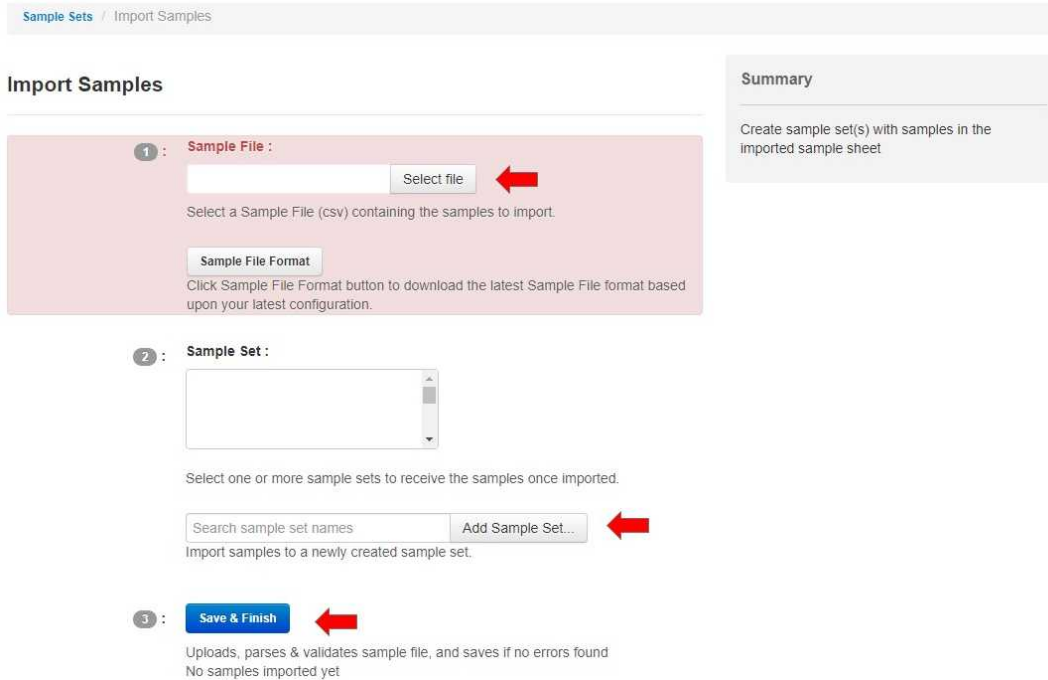 Sample Sets / Import Samples
Import Samples
1 : Sample File :
Select file
Select a Sample File (csv) containing the samples to import.
Sample File Format
Click Sample File Format button to download the latest Sample File format based
upon your latest configuration.
2 : Sample Set :
Select one or more sample sets to receive the samples once imported.
Search sample set names Add Sample Set...
Import samples to a newly created sample set.
3 : Save & Finish
Uploads, parses & validates sample file, and saves if no errors found
No samples imported yet
Summary
Create sample set(s) with samples in the
imported sample sheet